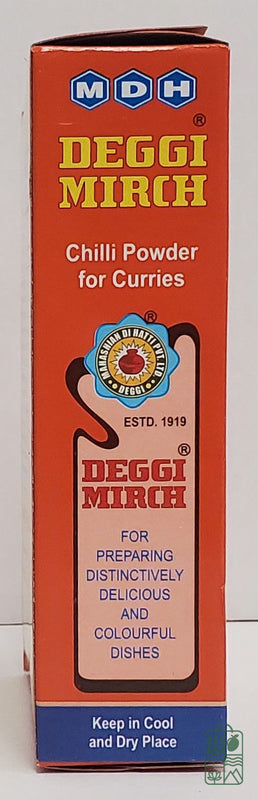 MDH
®
DEGGI
MIRCH
Chilli Powder
for Curries
®
MAHASHIAN DI HATTI PVT. LTD
DEGGI
ESTD. 1919
®
DEGGI
MIRCH
FOR
PREPARING
DISTINCTIVELY
DELICIOUS
AND
COLOURFUL
DISHES
Keep in Cool
and Dry Place